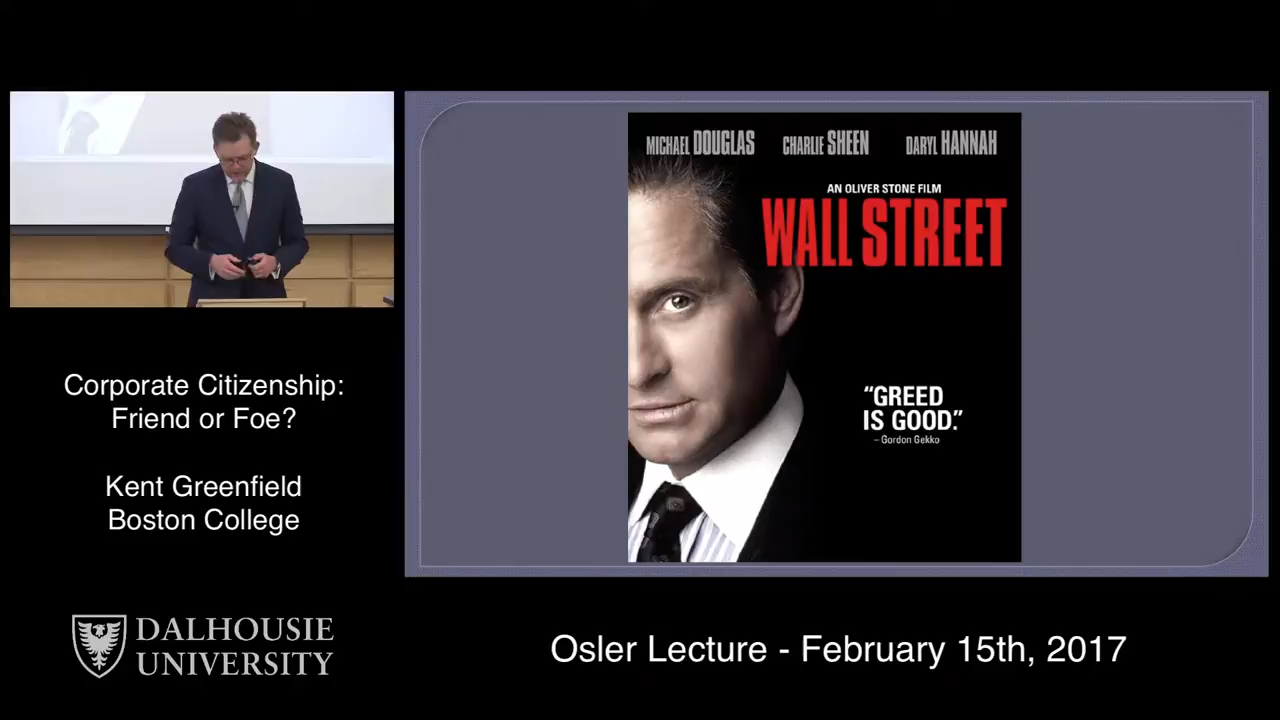 MICHAEL DOUGLAS CHARLIE SHEEN DARYL HANNAH
AN OLIVER STONE FILM
WALL STREET
“GREED
IS GOOD.”
– Gordon Gekko
Corporate Citizenship:
Friend or Foe?
Kent Greenfield
Boston College
DALHOUSIE
UNIVERSITY
Osler Lecture - February 15th, 2017